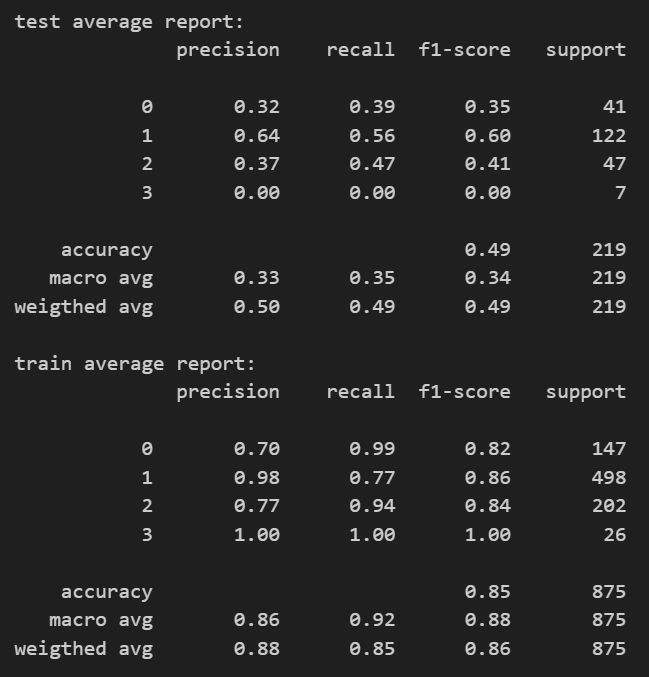 test average report:
precision recall f1-score support
0 0.32 0.39 0.35 41
1 0.64 0.56 0.60 122
2 0.37 0.47 0.41 47
3 0.00 0.00 0.00 7
accuracy 0.49 219
macro avg 0.33 0.35 0.34 219
weigthed avg 0.50 0.49 0.49 219
train average report:
precision recall f1-score support
0 0.70 0.99 0.82 147
1 0.98 0.77 0.86 498
2 0.77 0.94 0.84 202
3 1.00 1.00 1.00 26
accuracy 0.85 875
macro avg 0.86 0.92 0.88 875
weigthed avg 0.88 0.85 0.86 875